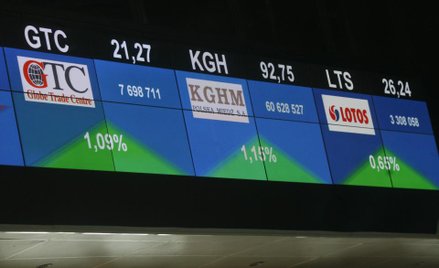 GTC 21,27 KGH 92,75 LTS 26,24
GTC 7 698 711 KGHM 60 628 527 LOTOS 3 308 058
Globe Trade Centre POLSKA MIEDŹ S.A.
1,09% 1,15% 0,65%